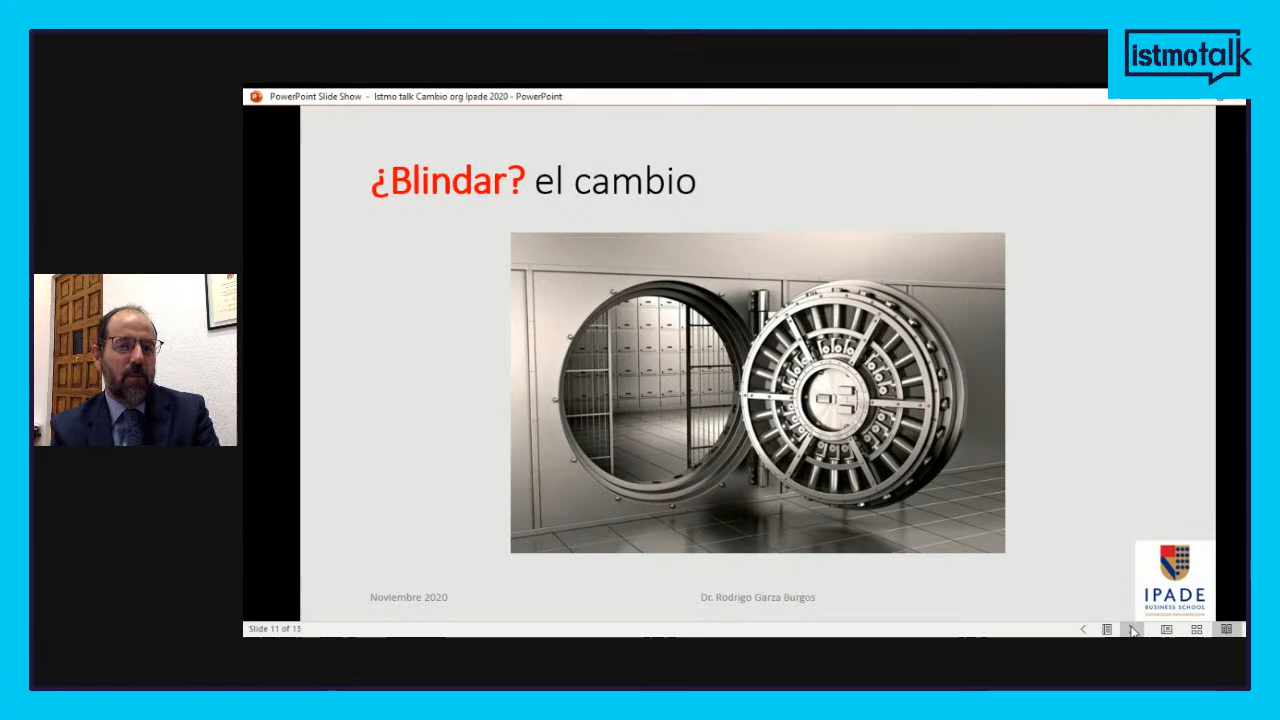 istmotalk
PowerPoint Slide Show - Istmo talk Cambio org Ipade 2020 - PowerPoint
¿Blindar? el cambio
Noviembre 2020
Dr. Rodrigo Garza Burgos
IPADE
BUSINESS SCHOOL
Slide 11 of 13